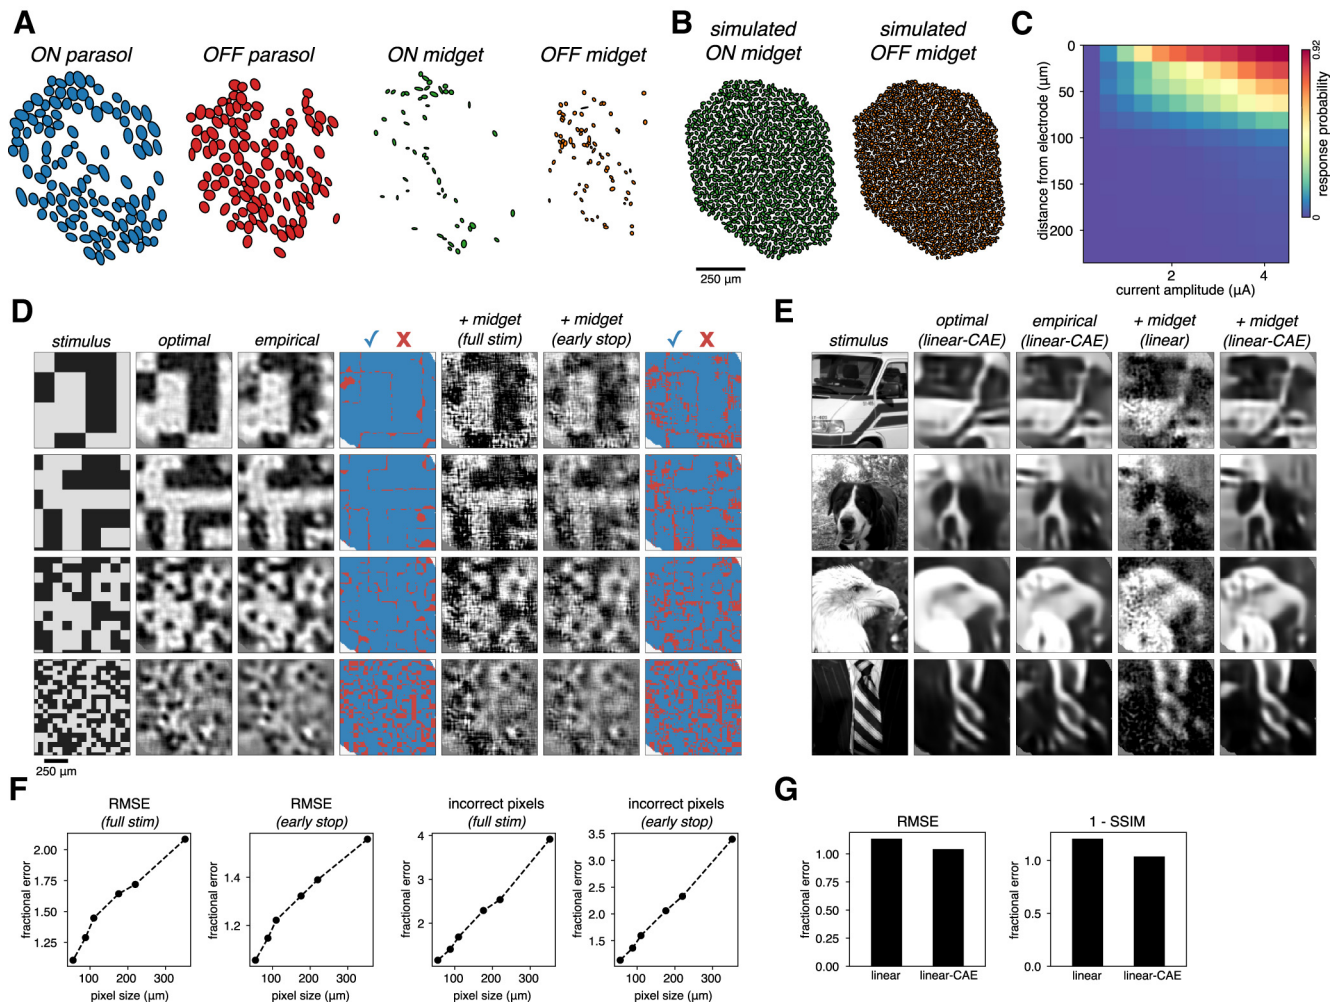 A
ON parasol
OFF parasol
ON midget
OFF midget
B
simulated
ON midget
simulated
OFF midget
250 µm
C
0
50
100
150
200
distance from electrode (µm)
2
4
current amplitude (µA)
0.92
0
response probability
D
stimulus
optimal
empirical
✓ X
+ midget
(full stim)
+ midget
(early stop)
✓ X
250 µm
E
stimulus
optimal
(linear-CAE)
empirical
(linear-CAE)
+ midget
(linear)
+ midget
(linear-CAE)
F
RMSE
(full stim)
2.00
1.75
1.50
1.25
fractional error
100 200 300
pixel size (µm)
RMSE
(early stop)
1.4
1.2
fractional error
100 200 300
pixel size (µm)
incorrect pixels
(full stim)
4
3
2
fractional error
100 200 300
pixel size (µm)
incorrect pixels
(early stop)
3.5
3.0
2.5
2.0
1.5
fractional error
100 200 300
pixel size (µm)
G
RMSE
1.00
0.75
0.50
0.25
0.00
fractional error
linear linear-CAE
1 - SSIM
1.0
0.5
0.0
fractional error
linear linear-CAE